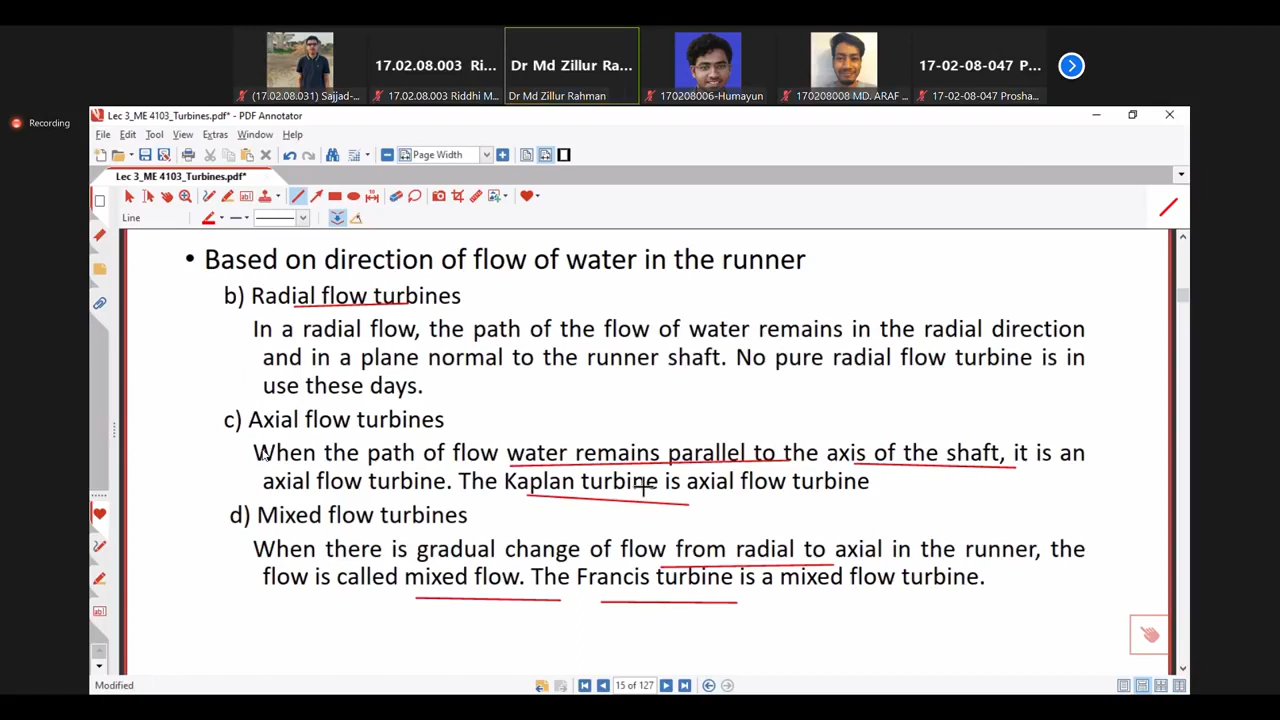 17.02.08.003 Ri...
Dr Md Zillur Ra...
17-02-08-047 P...
(17.02.08.031) Sajjad-...
17.02.08.003 Riddhi M...
Dr Md Zillur Rahman
170208006-Humayun
170208008 MD. ARAF ...
17-02-08-047 Prosha...
Recording
Lec 3_ME 4103_Turbines.pdf* - PDF Annotator
File Edit Tool View Extras Window Help
Page Width
Lec 3_ME 4103_Turbines.pdf*
Line
• Based on direction of flow of water in the runner
b) Radial flow turbines
In a radial flow, the path of the flow of water remains in the radial direction
and in a plane normal to the runner shaft. No pure radial flow turbine is in
use these days.
c) Axial flow turbines
When the path of flow water remains parallel to the axis of the shaft, it is an
axial flow turbine. The Kaplan turbine is axial flow turbine
d) Mixed flow turbines
When there is gradual change of flow from radial to axial in the runner, the
flow is called mixed flow. The Francis turbine is a mixed flow turbine.
Modified
15 of 127